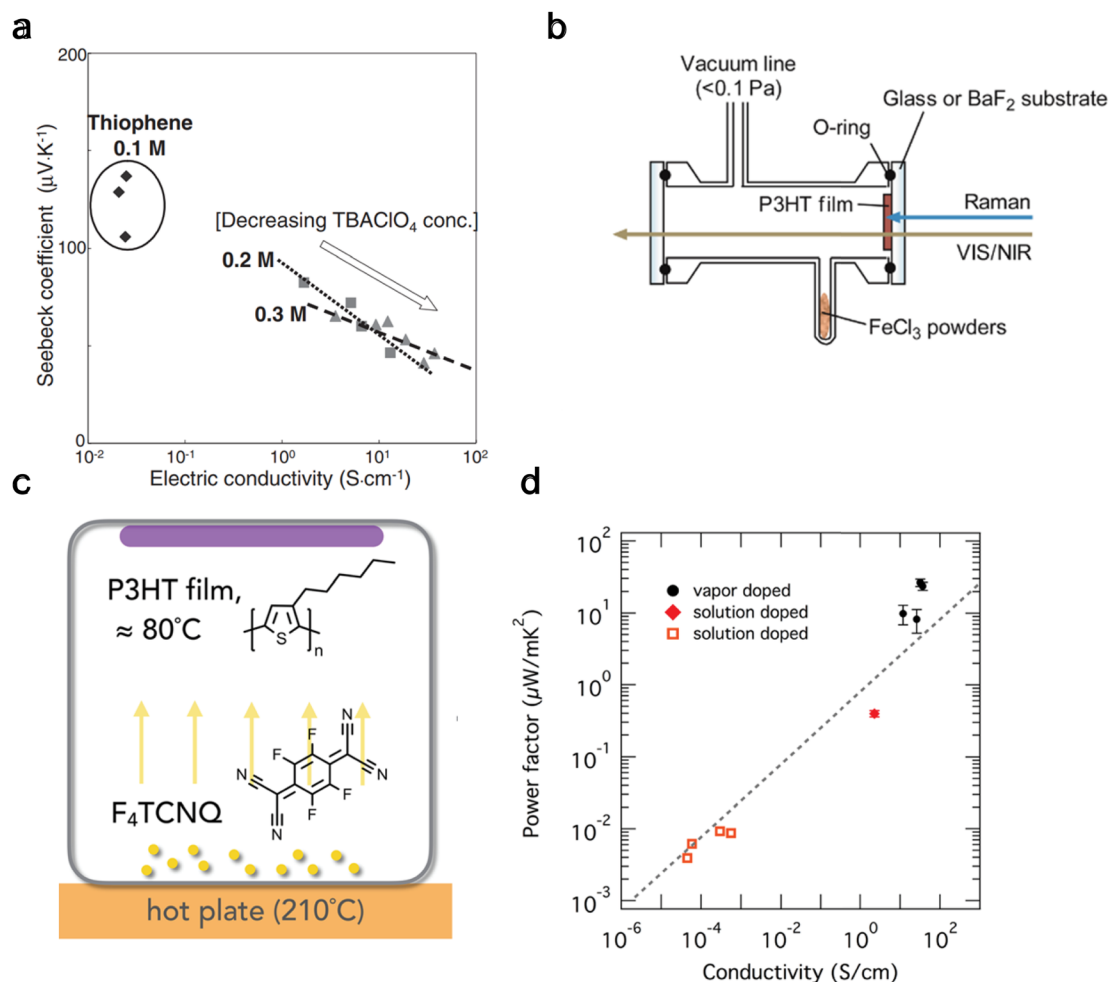 a
200
100
0
Seebeck coefficient (μV·K⁻¹)
Thiophene
0.1 M
[Decreasing TBAClO₄ conc.]
0.2 M
0.3 M
10⁻² 10⁻¹ 10⁰ 10¹ 10²
Electric conductivity (S·cm⁻¹)
b
Vacuum line
(<0.1 Pa)
Glass or BaF₂ substrate
O-ring
P3HT film
Raman
VIS/NIR
FeCl₃ powders
c
P3HT film,
≈ 80°C
S
n
F₄TCNQ
N
N
F
F
F
F
N
N
hot plate (210°C)
d
10²
10¹
10⁰
10⁻¹
10⁻²
10⁻³
Power factor (μW/mK²)
vapor doped
solution doped
solution doped
10⁻⁶ 10⁻⁴ 10⁻² 10⁰ 10²
Conductivity (S/cm)